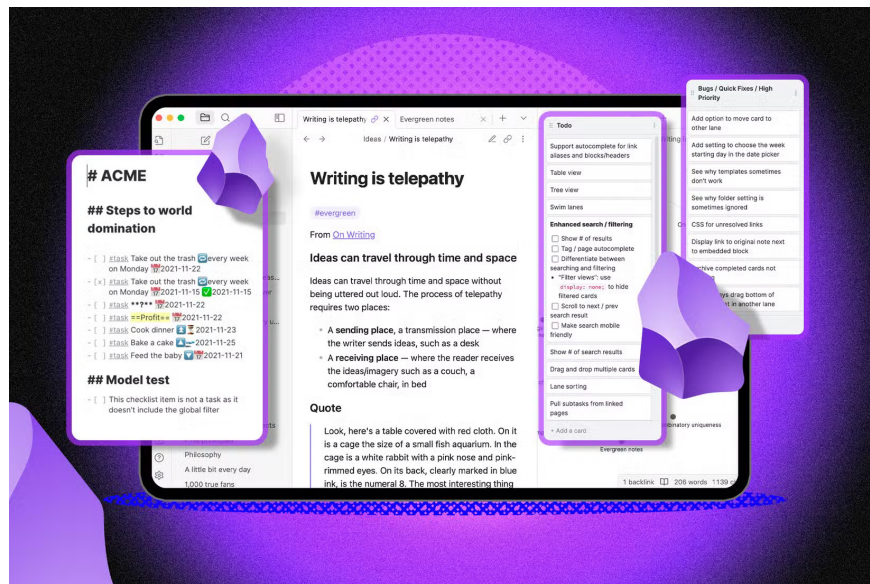 # ACME
## Steps to world
domination
- [ ] #task Take out the trash 🔁every week
on Monday 📅2021-11-22
- [x] #task Take out the trash 🔁every week
on Monday 📅2021-11-15 ✅2021-11-15
- [ ] #task **?** 📅2021-11-22
- [ ] #task ==Profit== 📅2021-11-22
- [ ] #task Cook dinner ⏫⏳2021-11-23
- [ ] #task Bake a cake 🔼🛫2021-11-25
- [ ] #task Feed the baby 🔽📅2021-11-21
## Model test
- [ ] This checklist item is not a task as it
doesn't include the global filter
Philosophy
A little bit every day
1,000 true fans
Writing is telepathy
Evergreen notes
Ideas / Writing is telepathy
Writing is telepathy
#evergreen
From On Writing
Ideas can travel through time and space
Ideas can travel through time and space without
being uttered out loud. The process of telepathy
requires two places:
A sending place, a transmission place — where
the writer sends ideas, such as a desk
A receiving place — where the reader receives
the ideas/imagery such as a couch, a
comfortable chair, in bed
Quote
Look, here's a table covered with red cloth. On it
is a cage the size of a small fish aquarium. In the
cage is a white rabbit with a pink nose and pink-
rimmed eyes. On its back, clearly marked in blue
ink, is the numeral 8. The most interesting thing
Todo
Support autocomplete for link
aliases and blocks/headers
Table view
Tree view
Swim lanes
Enhanced search / filtering
Show # of results
Tag / page autocomplete
Differentiate between
searching and filtering
"Filter views": use
display: none; to hide
filtered cards
Scroll to next / prev
search result
Make search mobile
friendly
Show # of search results
Drag and drop multiple cards
Lane sorting
Pull subtasks from linked
pages
+ Add a card
Bugs / Quick Fixes / High
Priority
Add option to move card to
other lane
Add setting to choose the week
starting day in the date picker
See why templates sometimes
don't work
See why folder setting is
sometimes ignored
CSS for unresolved links
Display link to original note next
to embedded block
completed cards not
drag bottom of
in another lane
uniqueness
Evergreen notes
1 backlink 206 words 1139